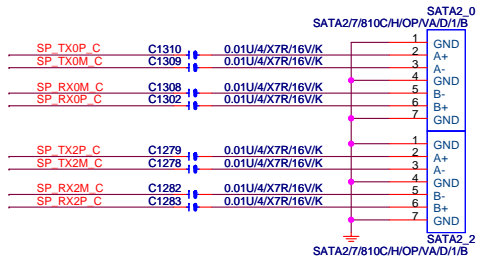 SATA2_0
SATA2/7/810C/H/OP/VA/D/1/B
1 GND
SP_TX0P_C C1310 0.01U/4/X7R/16V/K 2 A+
SP_TX0M_C C1309 0.01U/4/X7R/16V/K 3 A-
4 GND
SP_RX0M_C C1308 0.01U/4/X7R/16V/K 5 B-
SP_RX0P_C C1302 0.01U/4/X7R/16V/K 6 B+
7 GND
1 GND
SP_TX2P_C C1279 0.01U/4/X7R/16V/K 2 A+
SP_TX2M_C C1278 0.01U/4/X7R/16V/K 3 A-
4 GND
SP_RX2M_C C1282 0.01U/4/X7R/16V/K 5 B-
SP_RX2P_C C1283 0.01U/4/X7R/16V/K 6 B+
7 GND
SATA2_2
SATA2/7/810C/H/OP/VA/D/1/B